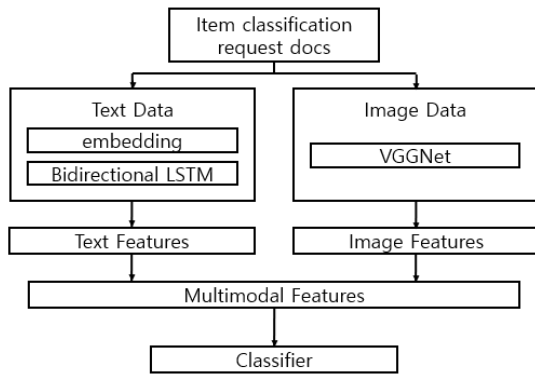 Item classification
request docs
Text Data
embedding
Bidirectional LSTM
Image Data
VGGNet
Text Features
Image Features
Multimodal Features
Classifier